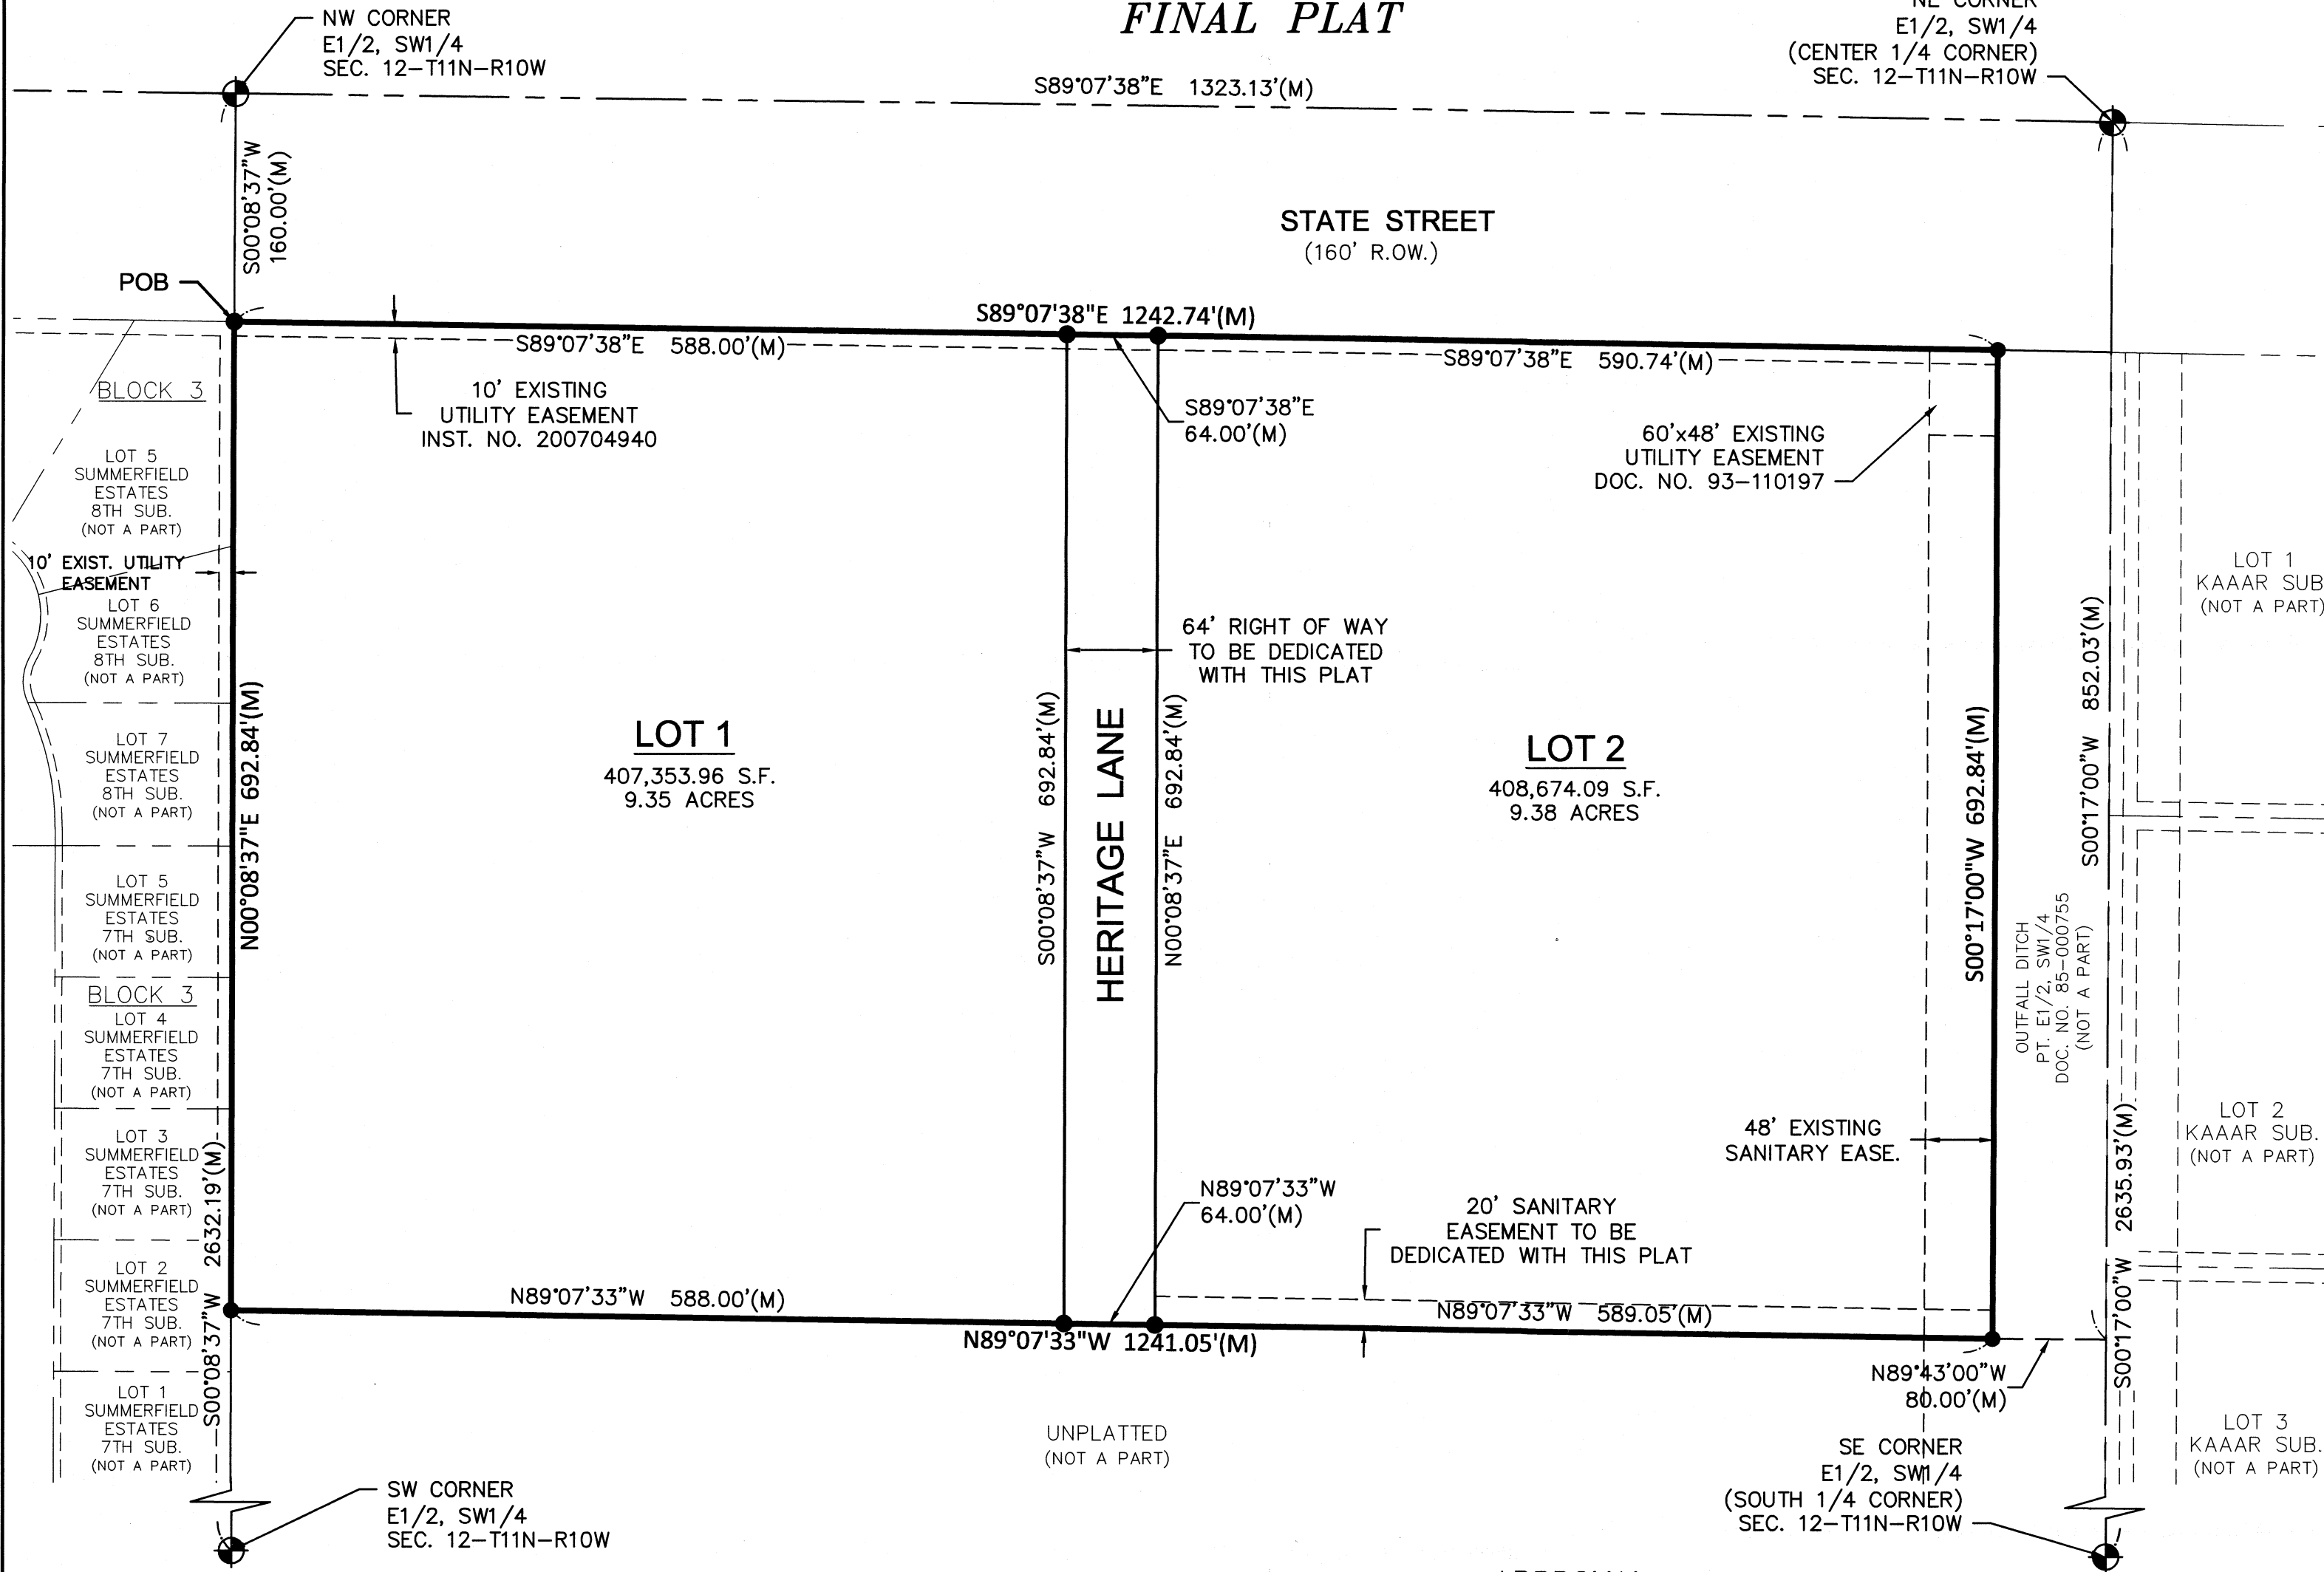 FINAL PLAT
NW CORNER
E1/2, SW1/4
SEC. 12-T11N-R10W
NE CORNER
E1/2, SW1/4
(CENTER 1/4 CORNER)
SEC. 12-T11N-R10W
S89°07'38"E 1323.13'(M)
S00°08'37"W
160.00'(M)
STATE STREET
(160' R.OW.)
POB
S89°07'38"E 1242.74'(M)
S89°07'38"E 588.00'(M)
S89°07'38"E 590.74'(M)
BLOCK 3
10' EXISTING
UTILITY EASEMENT
INST. NO. 200704940
S89°07'38"E
64.00'(M)
60'x48' EXISTING
UTILITY EASEMENT
DOC. NO. 93-110197
LOT 5
SUMMERFIELD
ESTATES
8TH SUB.
(NOT A PART)
10' EXIST. UTILITY
EASEMENT
LOT 6
SUMMERFIELD
ESTATES
8TH SUB.
(NOT A PART)
LOT 7
SUMMERFIELD
ESTATES
8TH SUB.
(NOT A PART)
LOT 5
SUMMERFIELD
ESTATES
7TH SUB.
(NOT A PART)
BLOCK 3
LOT 4
SUMMERFIELD
ESTATES
7TH SUB.
(NOT A PART)
LOT 3
SUMMERFIELD
ESTATES
7TH SUB.
(NOT A PART)
LOT 2
SUMMERFIELD
ESTATES
7TH SUB.
(NOT A PART)
LOT 1
SUMMERFIELD
ESTATES
7TH SUB.
(NOT A PART)
S00°08'37"W 2632.19'(M)
N00°08'37"E 692.84'(M)
LOT 1
407,353.96 S.F.
9.35 ACRES
64' RIGHT OF WAY
TO BE DEDICATED
WITH THIS PLAT
S00°08'37"W 692.84'(M)
HERITAGE LANE
N00°08'37"E 692.84'(M)
LOT 2
408,674.09 S.F.
9.38 ACRES
S00°17'00"W 692.84'(M)
OUTFALL DITCH
PT. E1/2, SW1/4
DOC. NO. 85-000755
(NOT A PART)
S00°17'00"W 852.03'(M)
S00°17'00"W 2635.93'(M)
LOT 1
KAAAR SUB
(NOT A PART)
LOT 2
KAAAR SUB.
(NOT A PART)
LOT 3
KAAAR SUB.
(NOT A PART)
48' EXISTING
SANITARY EASE.
N89°07'33"W
64.00'(M)
20' SANITARY
EASEMENT TO BE
DEDICATED WITH THIS PLAT
N89°07'33"W 588.00'(M)
N89°07'33"W 589.05'(M)
N89°07'33"W 1241.05'(M)
N89°43'00"W
80.00'(M)
UNPLATTED
(NOT A PART)
SW CORNER
E1/2, SW1/4
SEC. 12-T11N-R10W
SE CORNER
E1/2, SW1/4
(SOUTH 1/4 CORNER)
SEC. 12-T11N-R10W